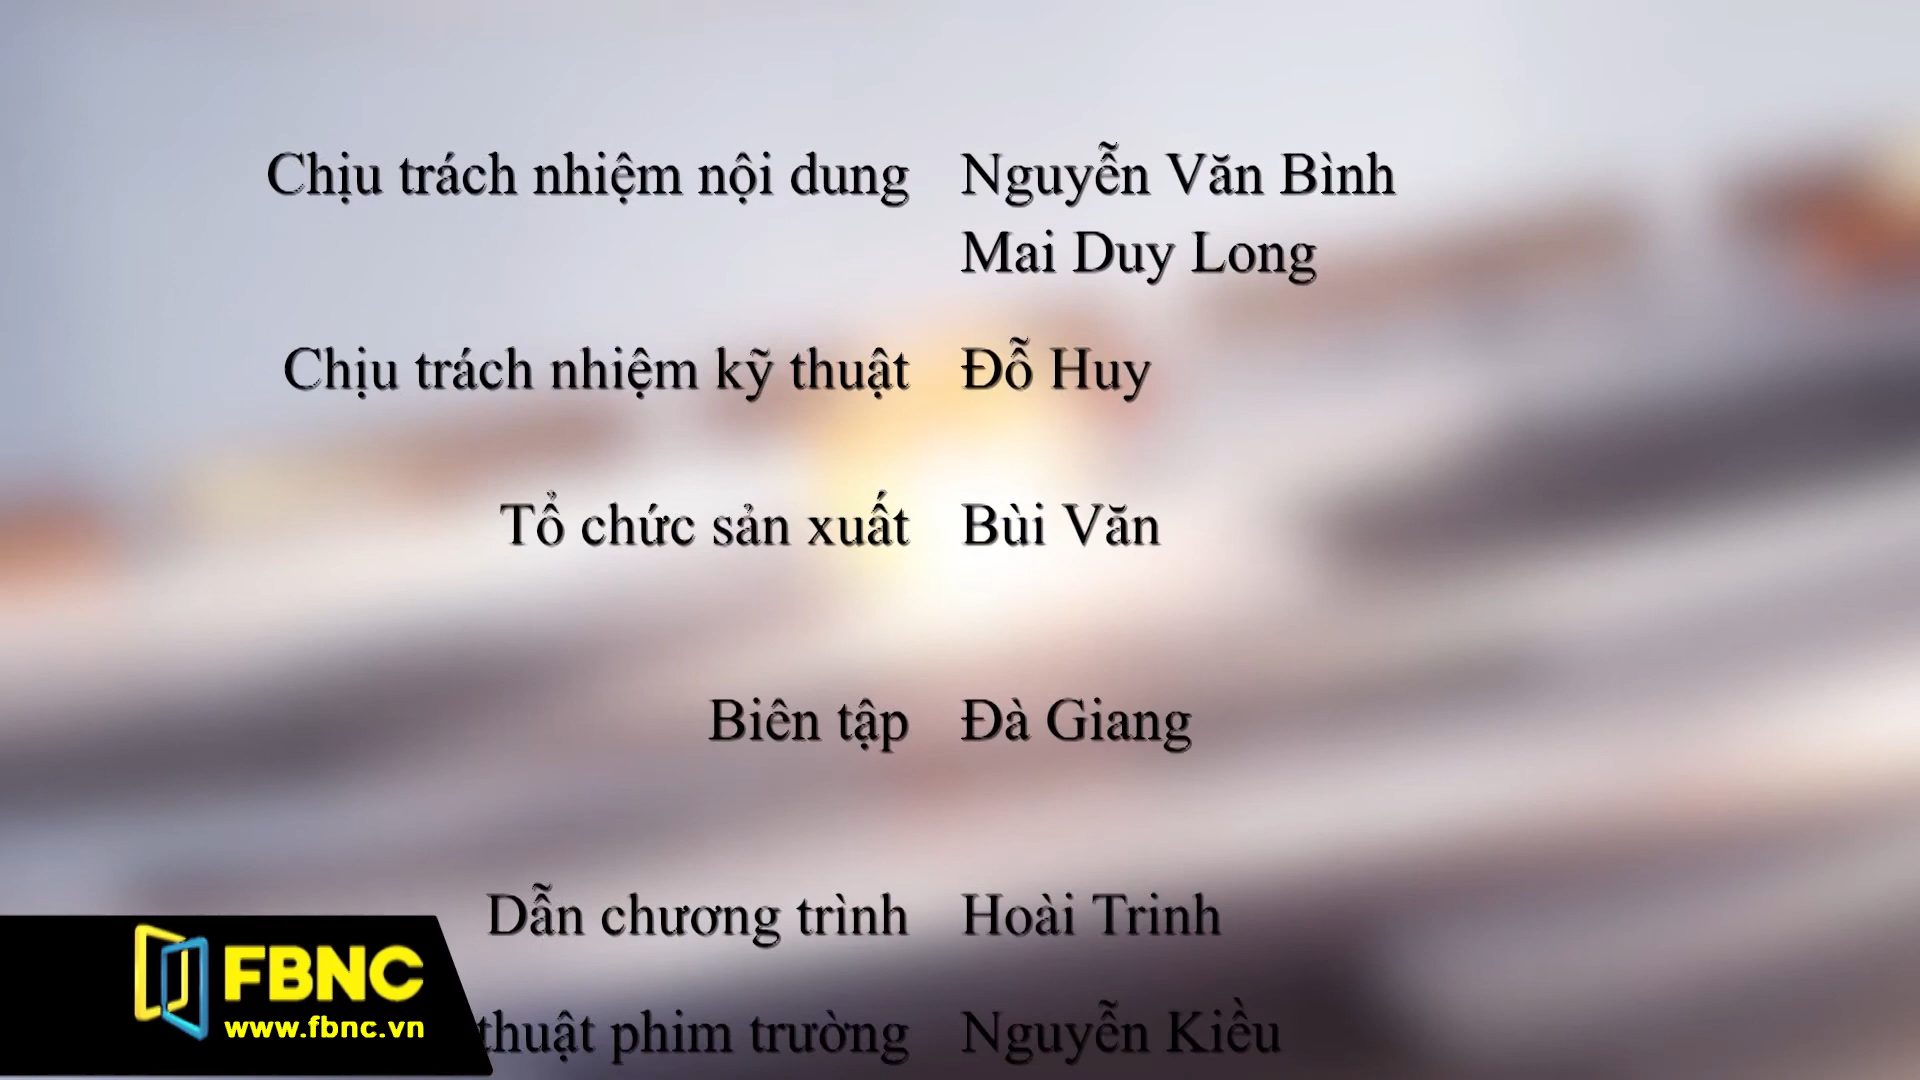 Chịu trách nhiệm nội dung Nguyễn Văn Bình
Mai Duy Long
Chịu trách nhiệm kỹ thuật Đỗ Huy
Tổ chức sản xuất Bùi Văn
Biên tập Đà Giang
Dẫn chương trình Hoài Trinh
thuật phim trường Nguyễn Kiều
FBNC
www.fbnc.vn